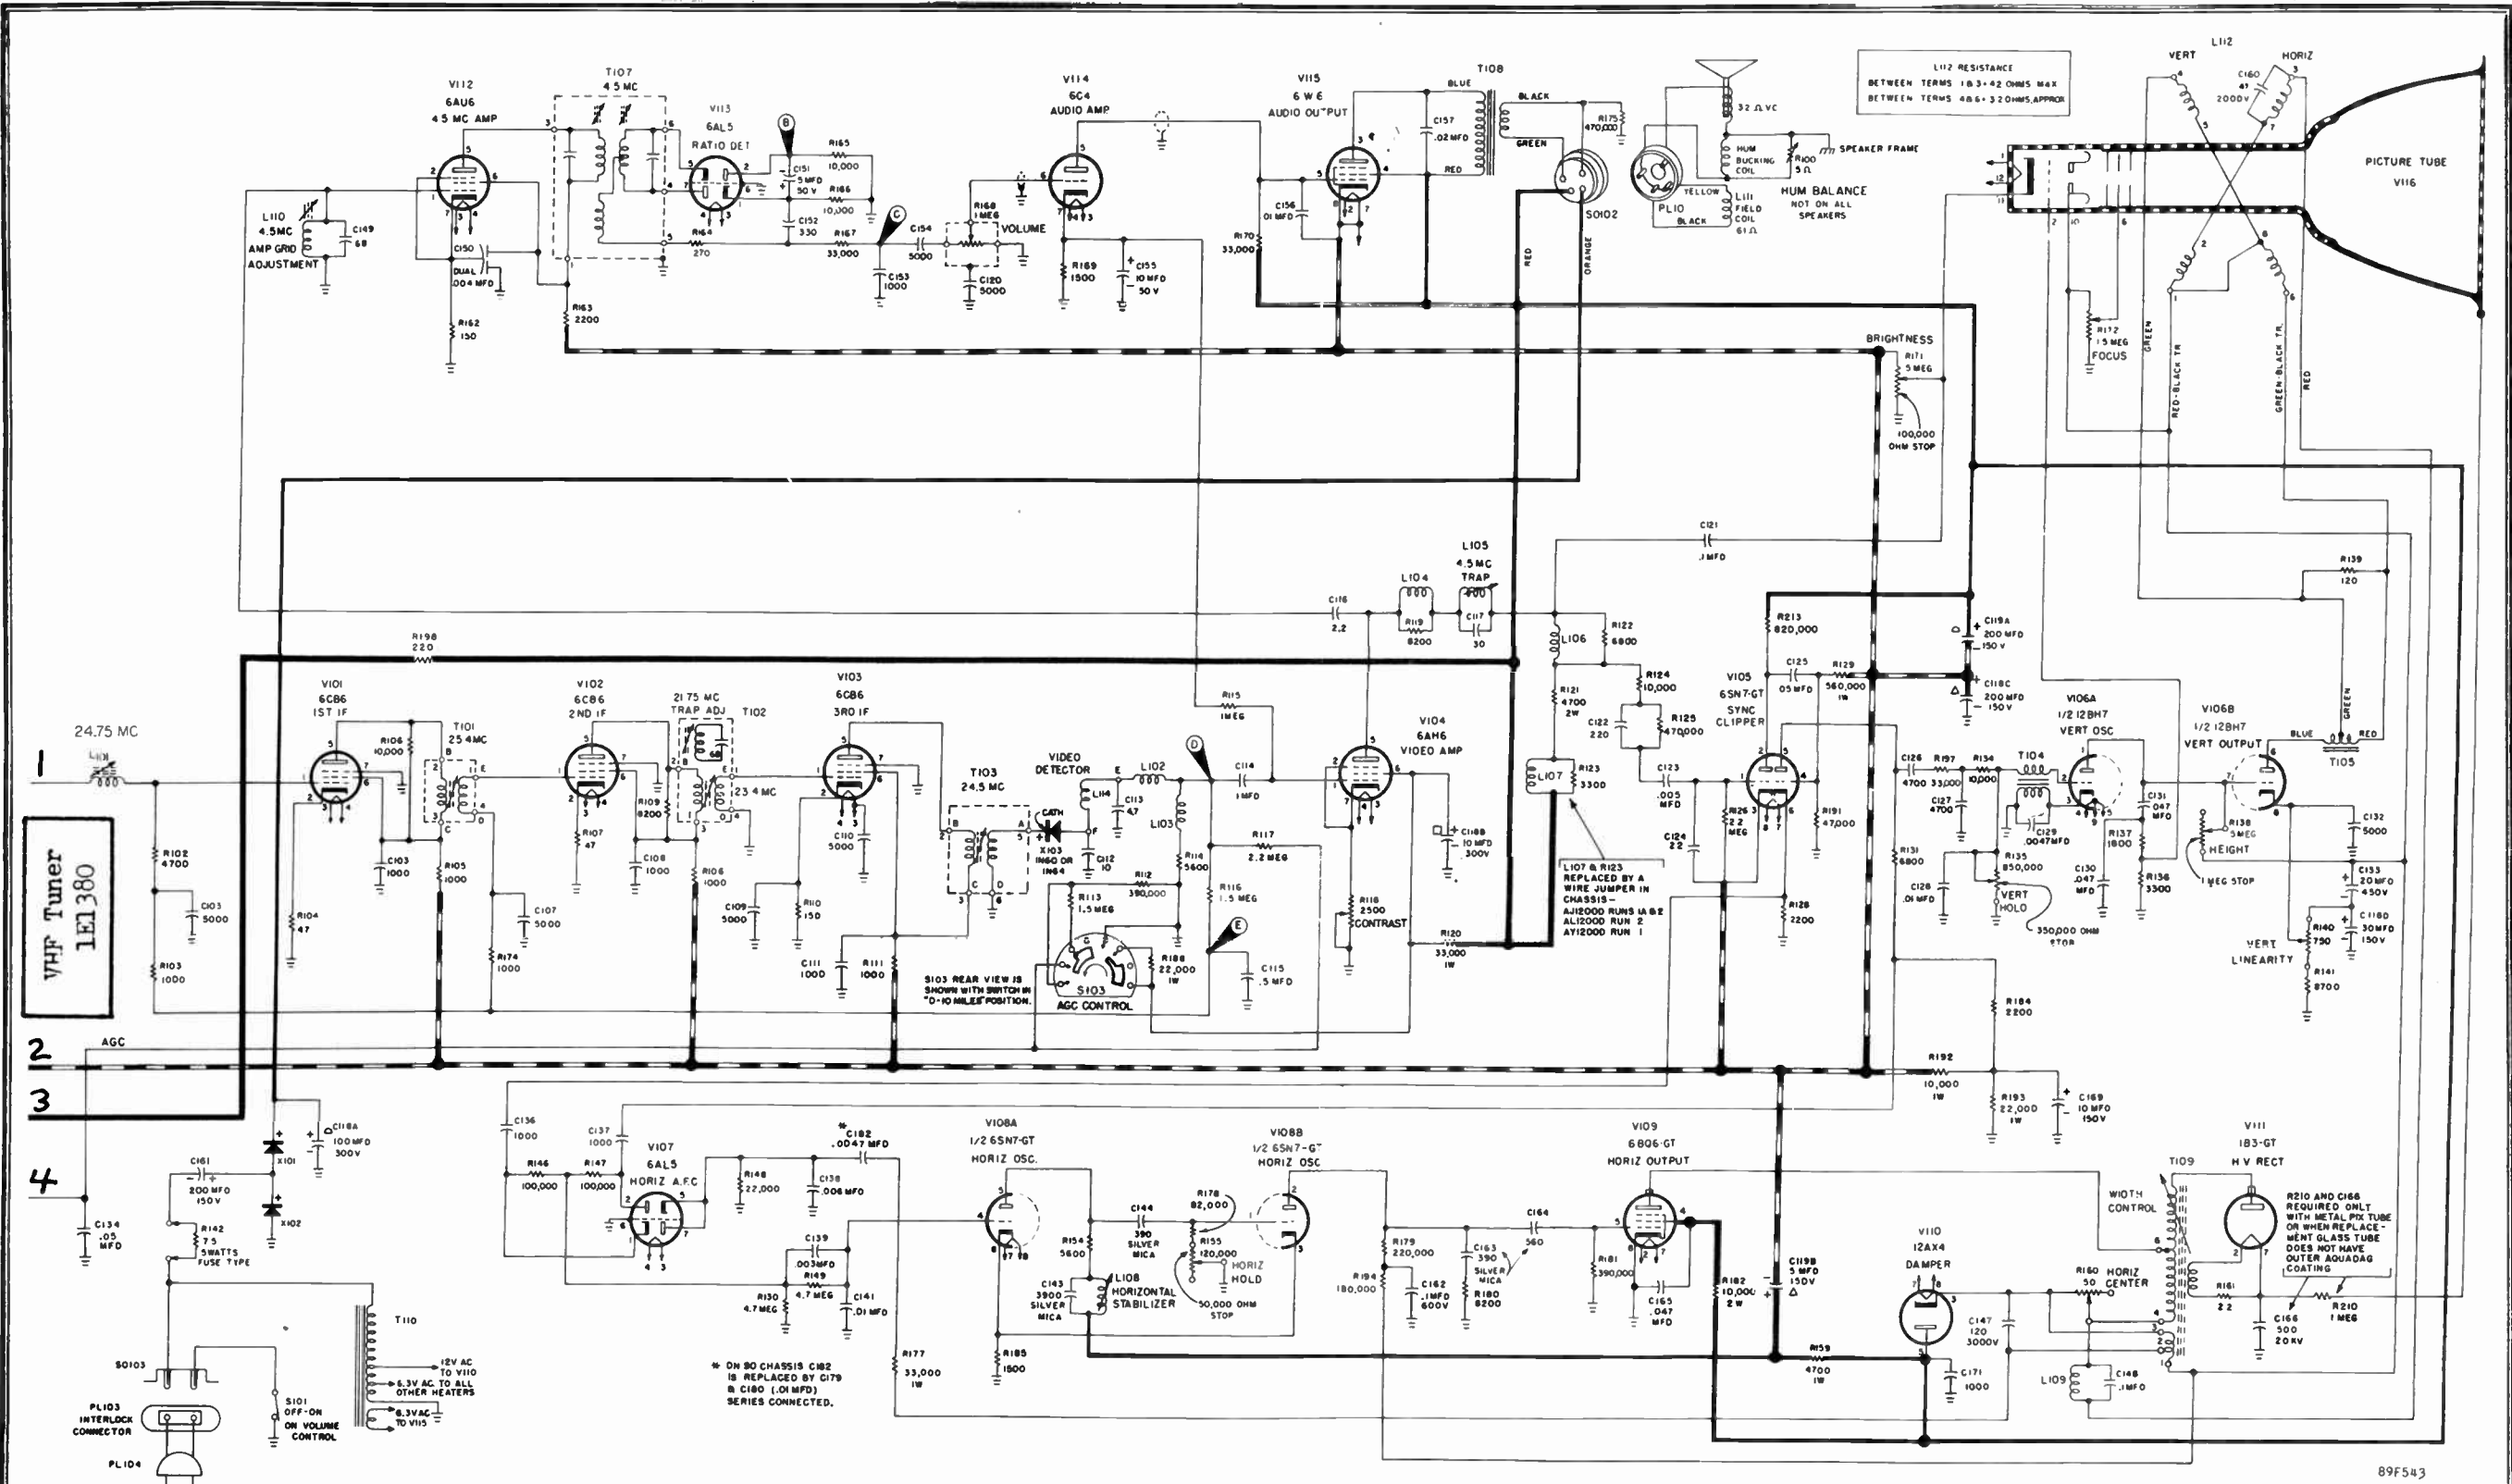 V112
6AU6
4.5 MC AMP
T107
4.5 MC
V113
6AL5
RATIO DET
B
R165
10,000
C151
5 MFD
50 V
R166
10,000
C152
330
R164
270
R167
33,000
C
C154
5000
C153
1000
R168
1 MEG
VOLUME
C120
5000
L110
4.5MC
AMP GRID
ADJUSTMENT
C149
68
C150
DUAL
.004 MFD
R162
150
R163
2200
V114
6C4
AUDIO AMP
R169
1500
C155
10 MFD
50 V
V115
6W6
AUDIO OUTPUT
R170
33,000
C156
.01 MFD
C157
.02 MFD
T108
BLUE
RED
BLACK
GREEN
R175
470,000
SO102
RED
ORANGE
32 Ω VC
HUM
BUCKING
COIL
R100
5 Ω
SPEAKER FRAME
PL10
YELLOW
BLACK
L111
FIELD
COIL
61Ω
HUM BALANCE
NOT ON ALL
SPEAKERS
L112 RESISTANCE
BETWEEN TERMS 1 & 3 = 42 OHMS MAX
BETWEEN TERMS 4 & 6 = 3.2 OHMS, APPROX
L112
VERT
HORIZ
C160
47
2000V
PICTURE TUBE
V116
R172
1.5 MEG
FOCUS
GREEN
RED-BLACK TR
GREEN-BLACK TR
RED
BRIGHTNESS
R171
.5 MEG
100,000
OHM STOP
C121
.1MFD
R139
120
L105
4.5 MC
TRAP
L104
C116
2.2
R119
8200
C117
30
L106
R122
6800
R213
820,000
C119A
200 MFD
150 V
C118C
200 MFD
150 V
R198
220
24.75 MC
L101
1
V101
6CB6
1ST IF
R106
10,000
T101
25.4MC
V102
6CB6
2ND IF
21.75 MC
TRAP ADJ
T102
23.4 MC
V103
6CB6
3RD IF
R102
4700
C103
5000
R103
1000
R104
47
C103
1000
R105
1000
C107
5000
R174
1000
R107
47
R109
8200
C108
1000
R106
1000
C109
5000
R110
150
C110
5000
C111
1000
R111
1000
T103
24.5 MC
VIDEO
DETECTOR
CATH
X103
IN60 OR
IN64
L114
C113
4.7
C112
10
L102
L103
D
C114
.1MFD
R115
1MEG
R117
2.2 MEG
R114
5600
R112
390,000
R113
1.5 MEG
R116
1.5 MEG
E
C115
.5 MFD
R188
22,000
1W
S103
AGC CONTROL
S103 REAR VIEW IS
SHOWN WITH SWITCH IN
"0-10 MILES" POSITION.
V104
6AH6
VIDEO AMP
C118B
10 MFD
300V
R118
2500
CONTRAST
R120
33,000
1W
R121
4700
2W
L107
R123
3300
L107 & R123
REPLACED BY A
WIRE JUMPER IN
CHASSIS-
AJ12000 RUNS 1A & 2
AL12000 RUN 2
AY12000 RUN 1
R124
10,000
C122
220
R125
470,000
C123
.005
MFD
C124
22
R126
2.2
MEG
V105
6SN7-GT
SYNC
CLIPPER
C125
.05 MFD
R129
560,000
1W
R191
47,000
R128
2200
R131
6800
C126
4700
R197
33,000
R134
10,000
C127
4700
C128
.01 MFD
T104
C129
.0047MFD
R135
850,000
VERT
HOLD
350,000 OHM
STOP
V106A
1/2 12BH7
VERT OSC
C131
.047
MFD
R137
1800
C130
.047
MFD
R136
3300
V106B
1/2 12BH7
VERT OUTPUT
BLUE
RED
GREEN
T105
R138
5MEG
HEIGHT
1 MEG STOP
C132
5000
C133
20 MFD
450V
C118D
30MFD
150V
R140
750
VERT
LINEARITY
R141
8700
R184
2200
R192
10,000
1W
R193
22,000
1W
C169
10 MFD
150V
VHF Tuner
1E1380
2
AGC
3
4
C134
.05
MFD
C118A
100 MFD
300V
X101
C161
200 MFD
150V
X102
R142
7.5
5WATTS
FUSE TYPE
T110
12V AC
TO V110
6.3V AC TO ALL
OTHER HEATERS
6.3VAC
TO V115
SO103
PL103
INTERLOCK
CONNECTOR
PL104
S101
OFF-ON
ON VOLUME
CONTROL
C136
1000
C137
1000
R146
100,000
R147
100,000
V107
6AL5
HORIZ A.F.C
R148
22,000
C138
.006 MFD
* C182
.0047 MFD
C139
.003MFD
R149
4.7 MEG
R130
4.7 MEG
C141
.01 MFD
* ON 90 CHASSIS C182
IS REPLACED BY C179
& C180 (.01 MFD)
SERIES CONNECTED.
R177
33,000
1W
V108A
1/2 6SN7-GT
HORIZ OSC.
R154
5600
C143
3900
SILVER
MICA
L108
HORIZONTAL
STABILIZER
R185
1500
C144
390
SILVER
MICA
R178
82,000
R155
120,000
HORIZ
HOLD
50,000 OHM
STOP
V108B
1/2 6SN7-GT
HORIZ OSC
R179
220,000
R194
180,000
C162
.1MFD
600V
C163
390
SILVER
MICA
R180
8200
C164
560
V109
6BQ6-GT
HORIZ OUTPUT
R181
390,000
C165
.047
MFD
R182
10,000
2W
C119B
5 MFD
150V
R159
4700
1W
V110
12AX4
DAMPER
C171
1000
C147
120
3000V
R160
50
HORIZ
CENTER
L109
C148
.1MFD
WIDTH
CONTROL
T109
V111
1B3-GT
H V RECT
R161
2.2
C166
500
20 KV
R210
1 MEG
R210 AND C166
REQUIRED ONLY
WITH METAL PIX TUBE
OR WHEN REPLACE-
MENT GLASS TUBE
DOES NOT HAVE
OUTER AQUADAG
COATING
89F543